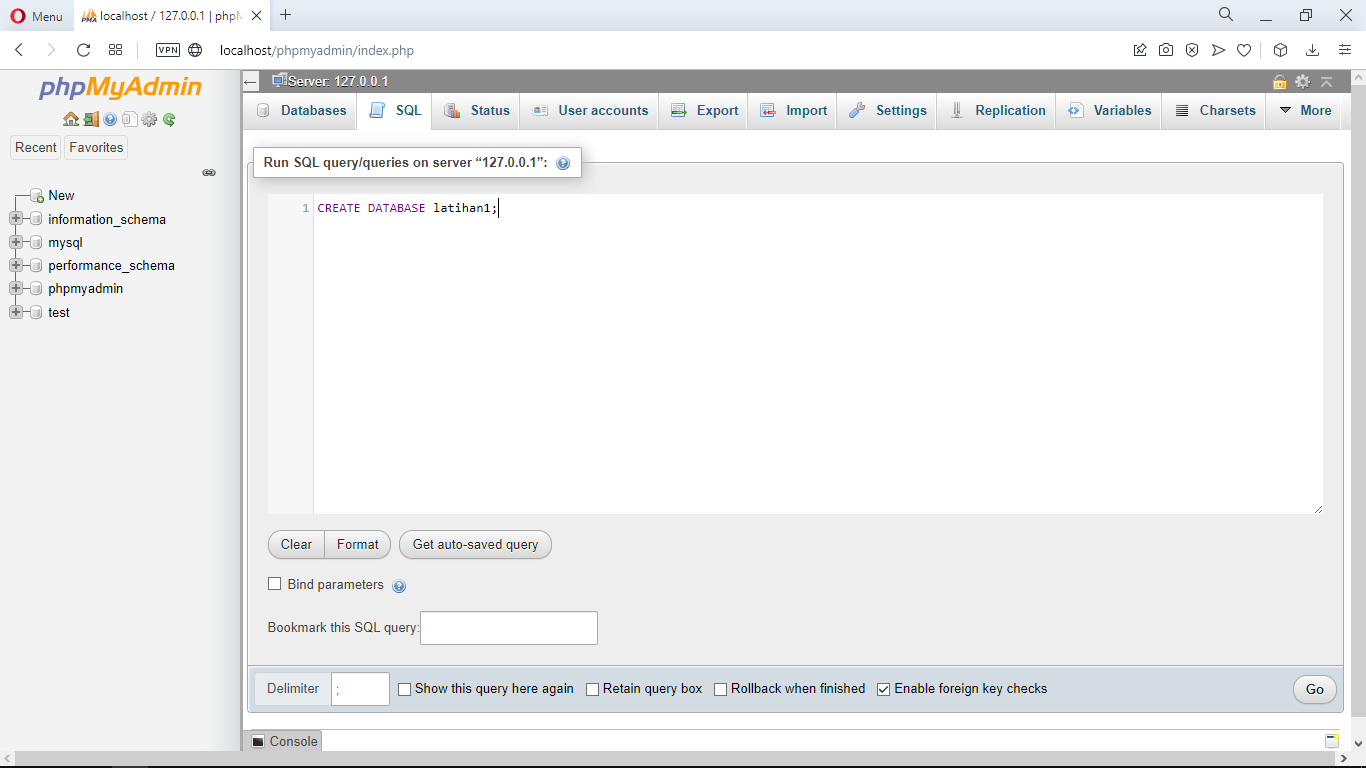 Menu
localhost / 127.0.0.1 | phpM
VPN
localhost/phpmyadmin/index.php
phpMyAdmin
Recent
Favorites
New
information_schema
mysql
performance_schema
phpmyadmin
test
Server: 127.0.0.1
Databases
SQL
Status
User accounts
Export
Import
Settings
Replication
Variables
Charsets
More
Run SQL query/queries on server “127.0.0.1”:
1 CREATE DATABASE latihan1;
Clear
Format
Get auto-saved query
Bind parameters
Bookmark this SQL query:
Delimiter
;
Show this query here again
Retain query box
Rollback when finished
Enable foreign key checks
Go
Console